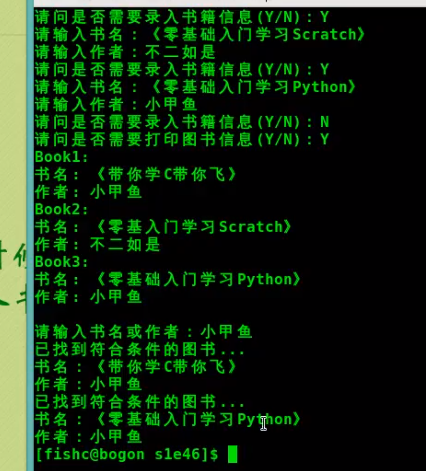 请问是否需要录入书籍信息(Y/N)：Y
请输入书名：《零基础入门学习Scratch》
请输入作者：不二如是
请问是否需要录入书籍信息(Y/N)：Y
请输入书名：《零基础入门学习Python》
请输入作者：小甲鱼
请问是否需要录入书籍信息(Y/N)：N
请问是否需要打印图书信息(Y/N)：Y
Book1:
书名：《带你学C带你飞》
作者：小甲鱼
Book2:
书名：《零基入门学习Scratch》
作者：不二如是
Book3:
书名：《零基础入门学习Python》
作者：小甲鱼
请输入书名或作者：小甲鱼
已找到符合条件的图书...
书名：《带你学C带你飞》
作者：小甲鱼
已找到符合条件的图书...
书名：《零基础入门学习Python》
作者：小甲鱼
[fishc@bogon s1e46]$